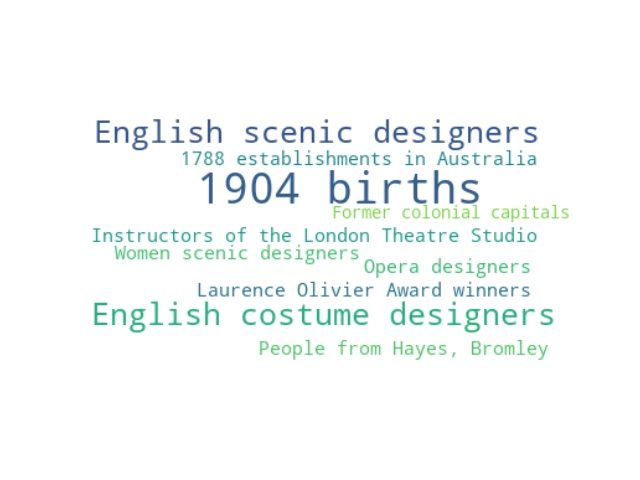 English scenic designers
1788 establishments in Australia
1904 births
Former colonial capitals
Instructors of the London Theatre Studio
Women scenic designers
Opera designers
Laurence Olivier Award winners
English costume designers
People from Hayes, Bromley